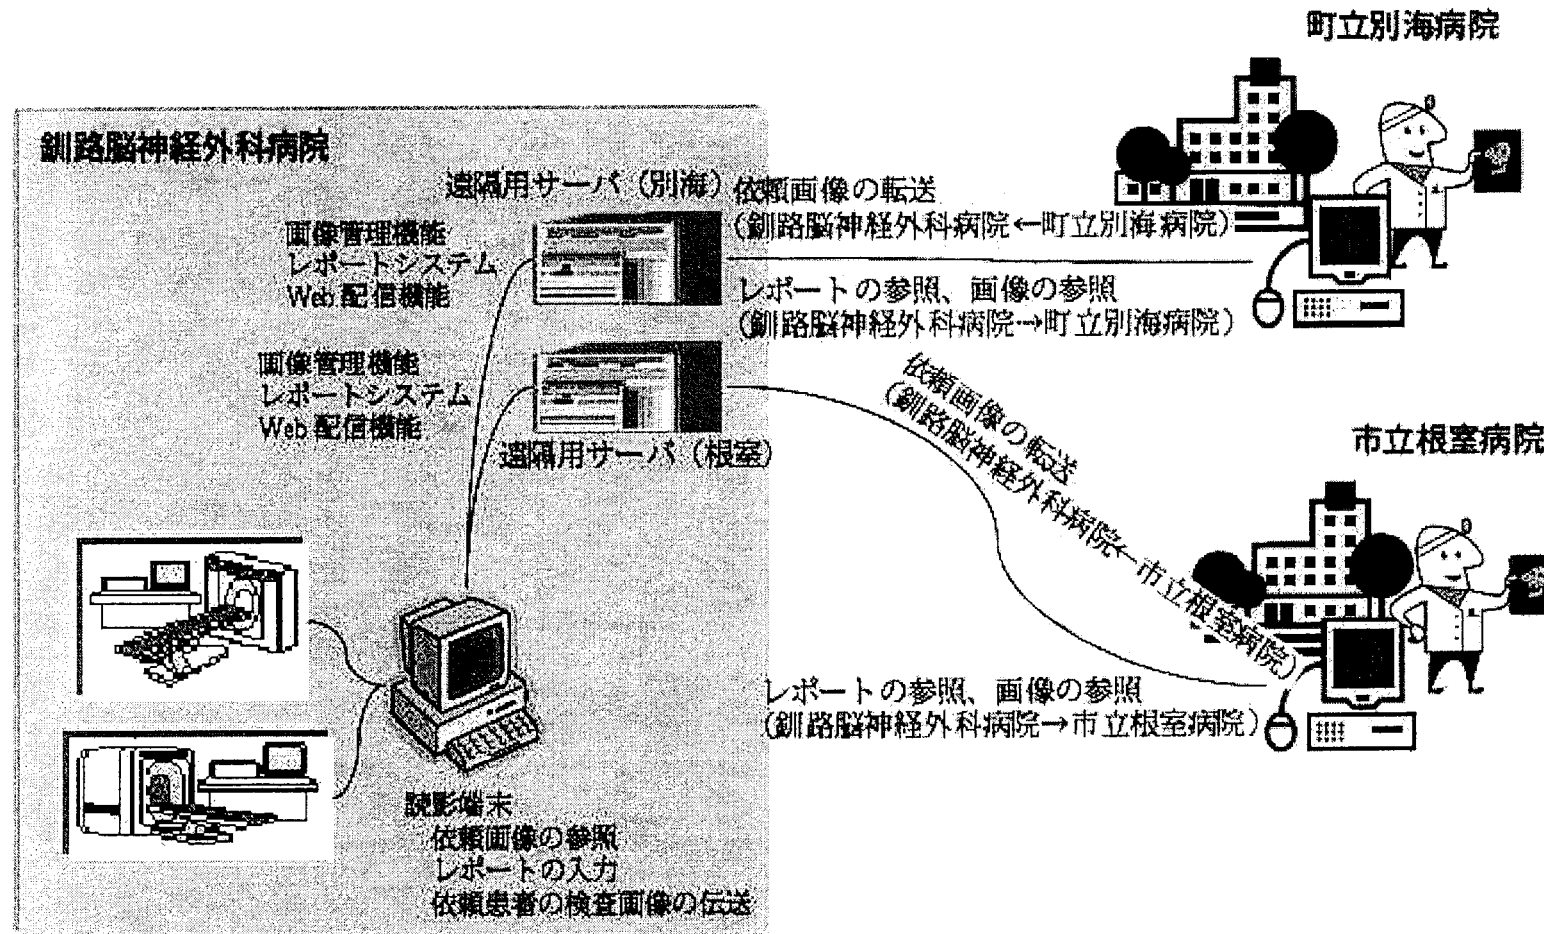 町立別海病院
釧路脳神経外科病院
遠隔用サーバ（別海）
画像管理機能
レポートシステム
Web配信機能
依頼画像の転送
（釧路脳神経外科病院←町立別海病院）
レポートの参照、画像の参照
（釧路脳神経外科病院→町立別海病院）
画像管理機能
レポートシステム
Web配信機能
遠隔用サーバ（根室）
依頼画像の転送
（釧路脳神経外科病院←市立根室病院）
市立根室病院
レポートの参照、画像の参照
（釧路脳神経外科病院→市立根室病院）
読影端末
依頼画像の参照
レポートの入力
依頼患者の検査画像の伝送